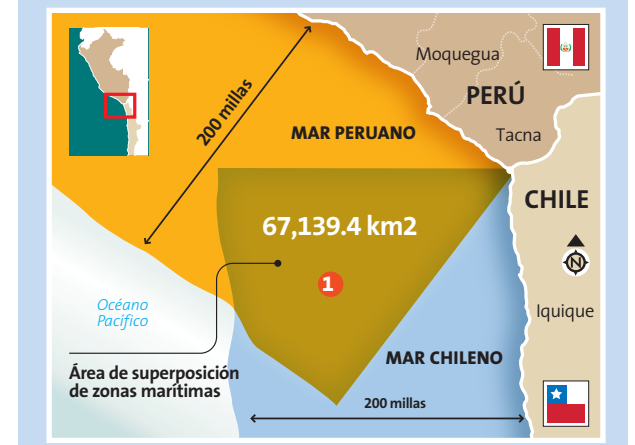 Moquegua
PERÚ
200 millas
MAR PERUANO
Tacna
CHILE
67,139.4 km2
N
1
Océano
Pacífico
Iquique
MAR CHILENO
Área de superposición
de zonas marítimas
200 millas